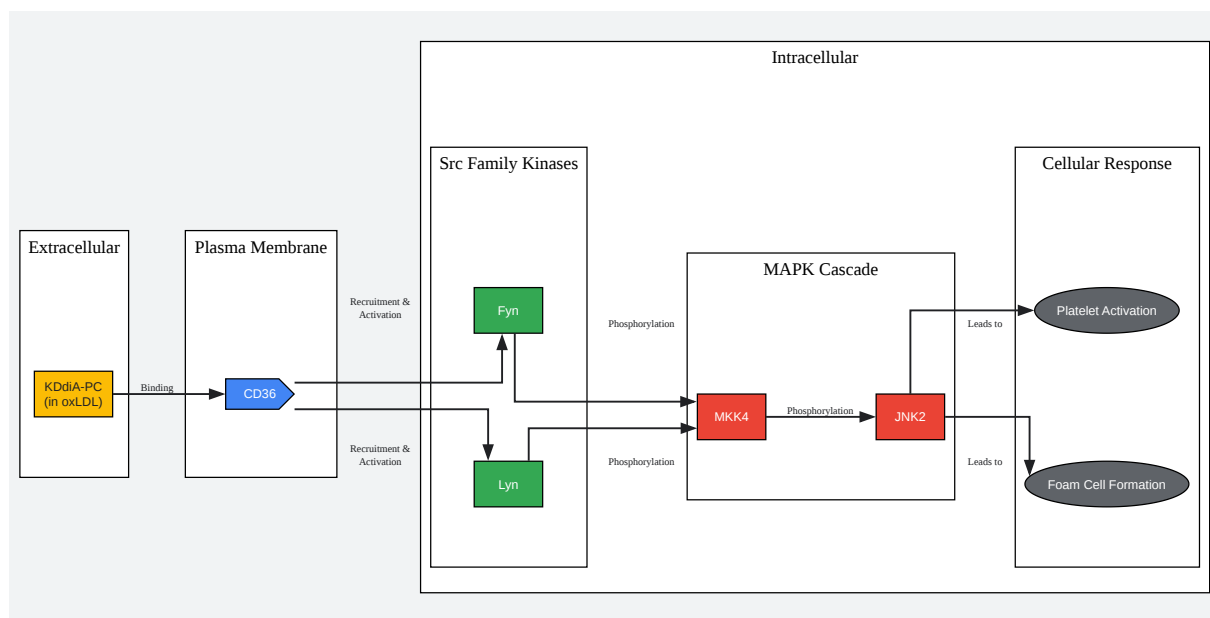 Intracellular
Src Family Kinases
Cellular Response
Extracellular
Plasma Membrane
MAPK Cascade
Recruitment &
Activation
Fyn
Phosphorylation
Leads to
Platelet Activation
KDdiA-PC
(in oxLDL)
Binding
CD36
MKK4
Phosphorylation
JNK2
Recruitment &
Activation
Lyn
Phosphorylation
Leads to
Foam Cell Formation